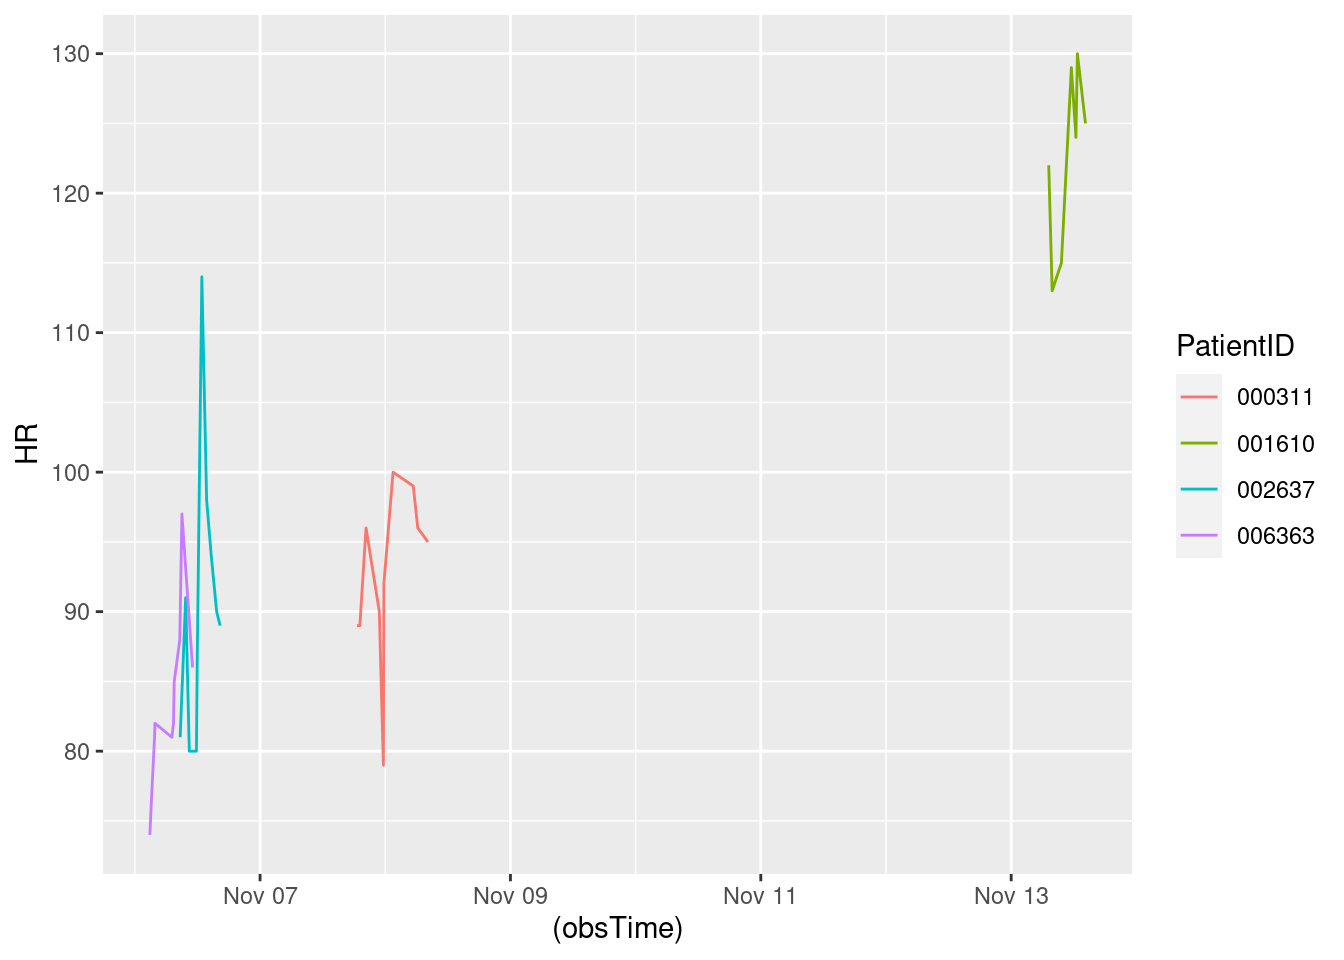 130
120
110
100
90
80
HR
Nov 07
Nov 09
Nov 11
Nov 13
(obsTime)
PatientID
000311
001610
002637
006363